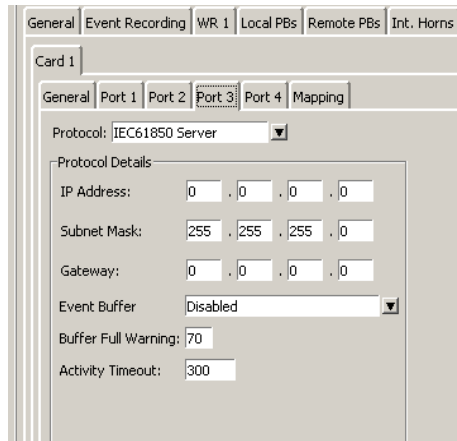 General Event Recording WR 1 Local PBs Remote PBs Int. Horns
Card 1
General Port 1 Port 2 Port 3 Port 4 Mapping
Protocol: IEC61850 Server
Protocol Details
IP Address: 0 . 0 . 0 . 0
Subnet Mask: 255 . 255 . 255 . 0
Gateway: 0 . 0 . 0 . 0
Event Buffer Disabled
Buffer Full Warning: 70
Activity Timeout: 300